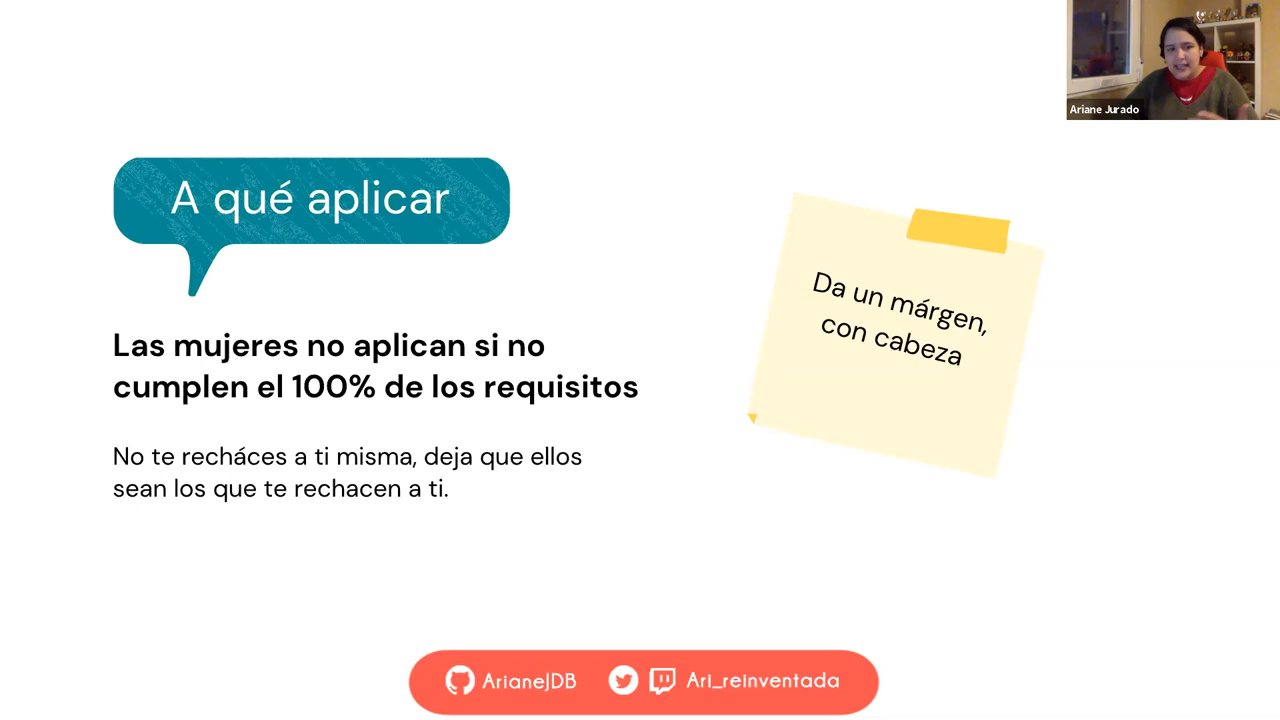 Ariane Jurado
A qué aplicar
Las mujeres no aplican si no
cumplen el 100% de los requisitos
No te recháces a ti misma, deja que ellos
sean los que te rechacen a ti.
Da un márgen,
con cabeza
ArianeJDB
Ari_reinventada